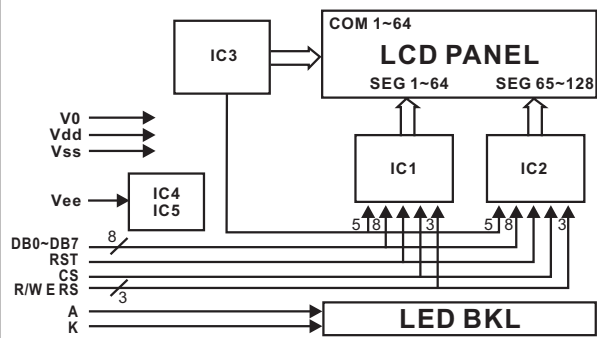 COM 1~64
LCD PANEL
SEG 1~64 SEG 65~128
IC3
V0
Vdd
Vss
IC1
IC2
Vee
IC4
IC5
5 8 3
5 8 3
DB0~DB7
8
RST
CS
R/W E RS
3
A
K
LED BKL